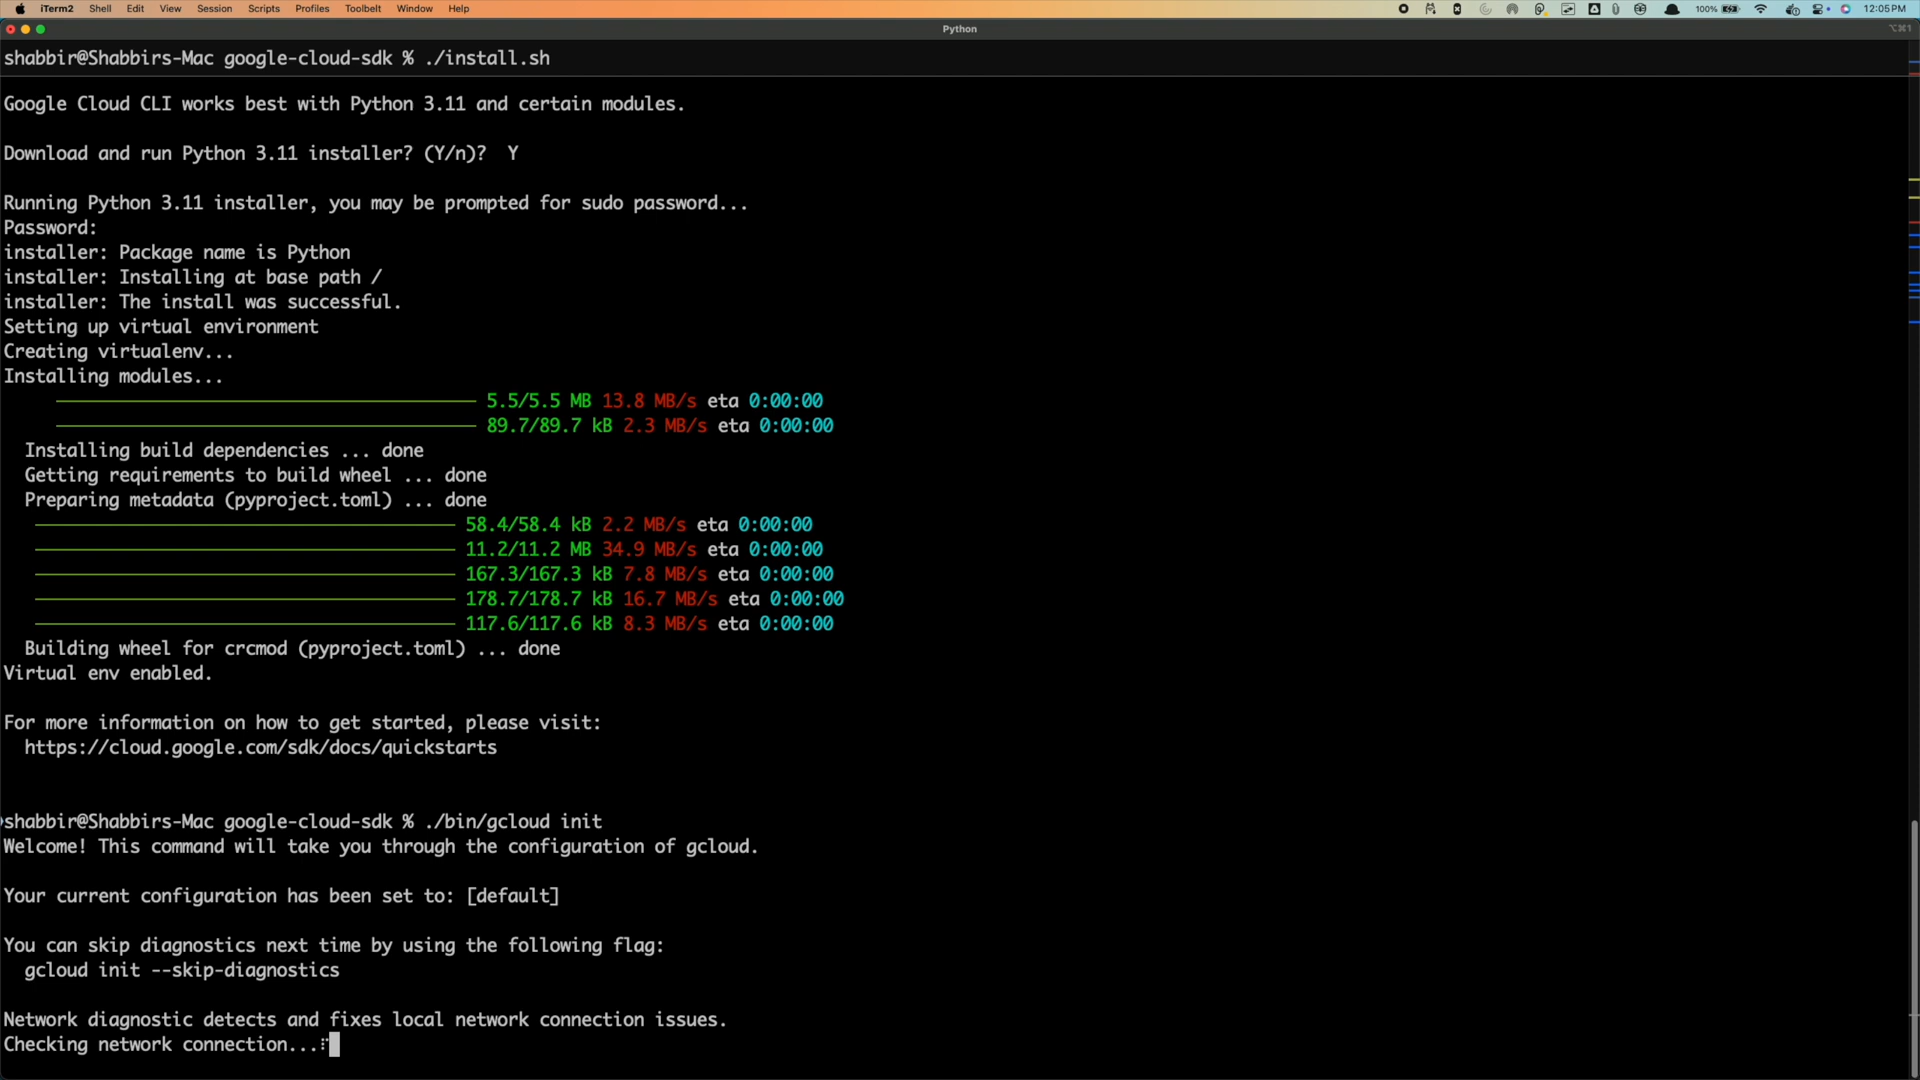 iTerm2 Shell Edit View Session Scripts Profiles Toolbelt Window Help 100% 12:05 PM
Python
⌥⌘1
shabbir@Shabbirs-Mac google-cloud-sdk % ./install.sh
Google Cloud CLI works best with Python 3.11 and certain modules.
Download and run Python 3.11 installer? (Y/n)?  Y
Running Python 3.11 installer, you may be prompted for sudo password...
Password:
installer: Package name is Python
installer: Installing at base path /
installer: The install was successful.
Setting up virtual environment
Creating virtualenv...
Installing modules...
5.5/5.5 MB 13.8 MB/s eta 0:00:00
89.7/89.7 kB 2.3 MB/s eta 0:00:00
Installing build dependencies ... done
Getting requirements to build wheel ... done
Preparing metadata (pyproject.toml) ... done
58.4/58.4 kB 2.2 MB/s eta 0:00:00
11.2/11.2 MB 34.9 MB/s eta 0:00:00
167.3/167.3 kB 7.8 MB/s eta 0:00:00
178.7/178.7 kB 16.7 MB/s eta 0:00:00
117.6/117.6 kB 8.3 MB/s eta 0:00:00
Building wheel for crcmod (pyproject.toml) ... done
Virtual env enabled.
For more information on how to get started, please visit:
https://cloud.google.com/sdk/docs/quickstarts
shabbir@Shabbirs-Mac google-cloud-sdk % ./bin/gcloud init
Welcome! This command will take you through the configuration of gcloud.
Your current configuration has been set to: [default]
You can skip diagnostics next time by using the following flag:
gcloud init --skip-diagnostics
Network diagnostic detects and fixes local network connection issues.
Checking network connection...